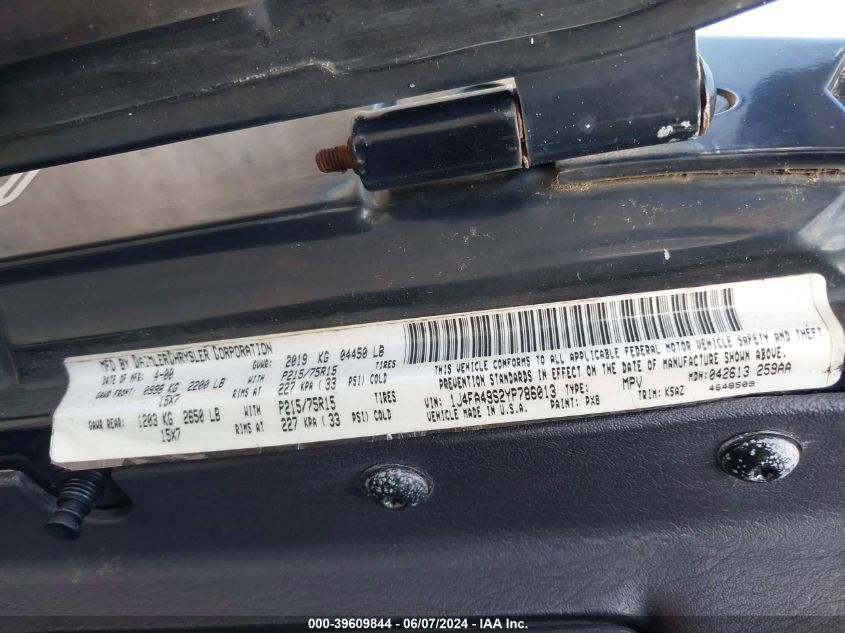 MFD BY DAIMLERCHRYSLER CORPORATION
DATE OF MFD: 4-00 GVWR: 2019 KG 04450 LB
0998 KG 2200 LB WITH P215/75R15 TIRES
15X7 RIMS AT 227 KPA ( 33 PSI) COLD
GAWR REAR: 1203 KG 2650 LB WITH P215/75R15 TIRES
15X7 RIMS AT 227 KPA ( 33 PSI) COLD
THIS VEHICLE CONFORMS TO ALL APPLICABLE FEDERAL MOTOR VEHICLE SAFETY AND THEFT
PREVENTION STANDARDS IN EFFECT ON THE DATE OF MANUFACTURE SHOWN ABOVE.
VIN: 1J4FA49S2YP786013 TYPE: MPV MDH: 042613 259AA
VEHICLE MADE IN U.S.A. PAINT: PX8 TRIM: K5AZ 4648509
000-39609844 - 06/07/2024 - IAA Inc.